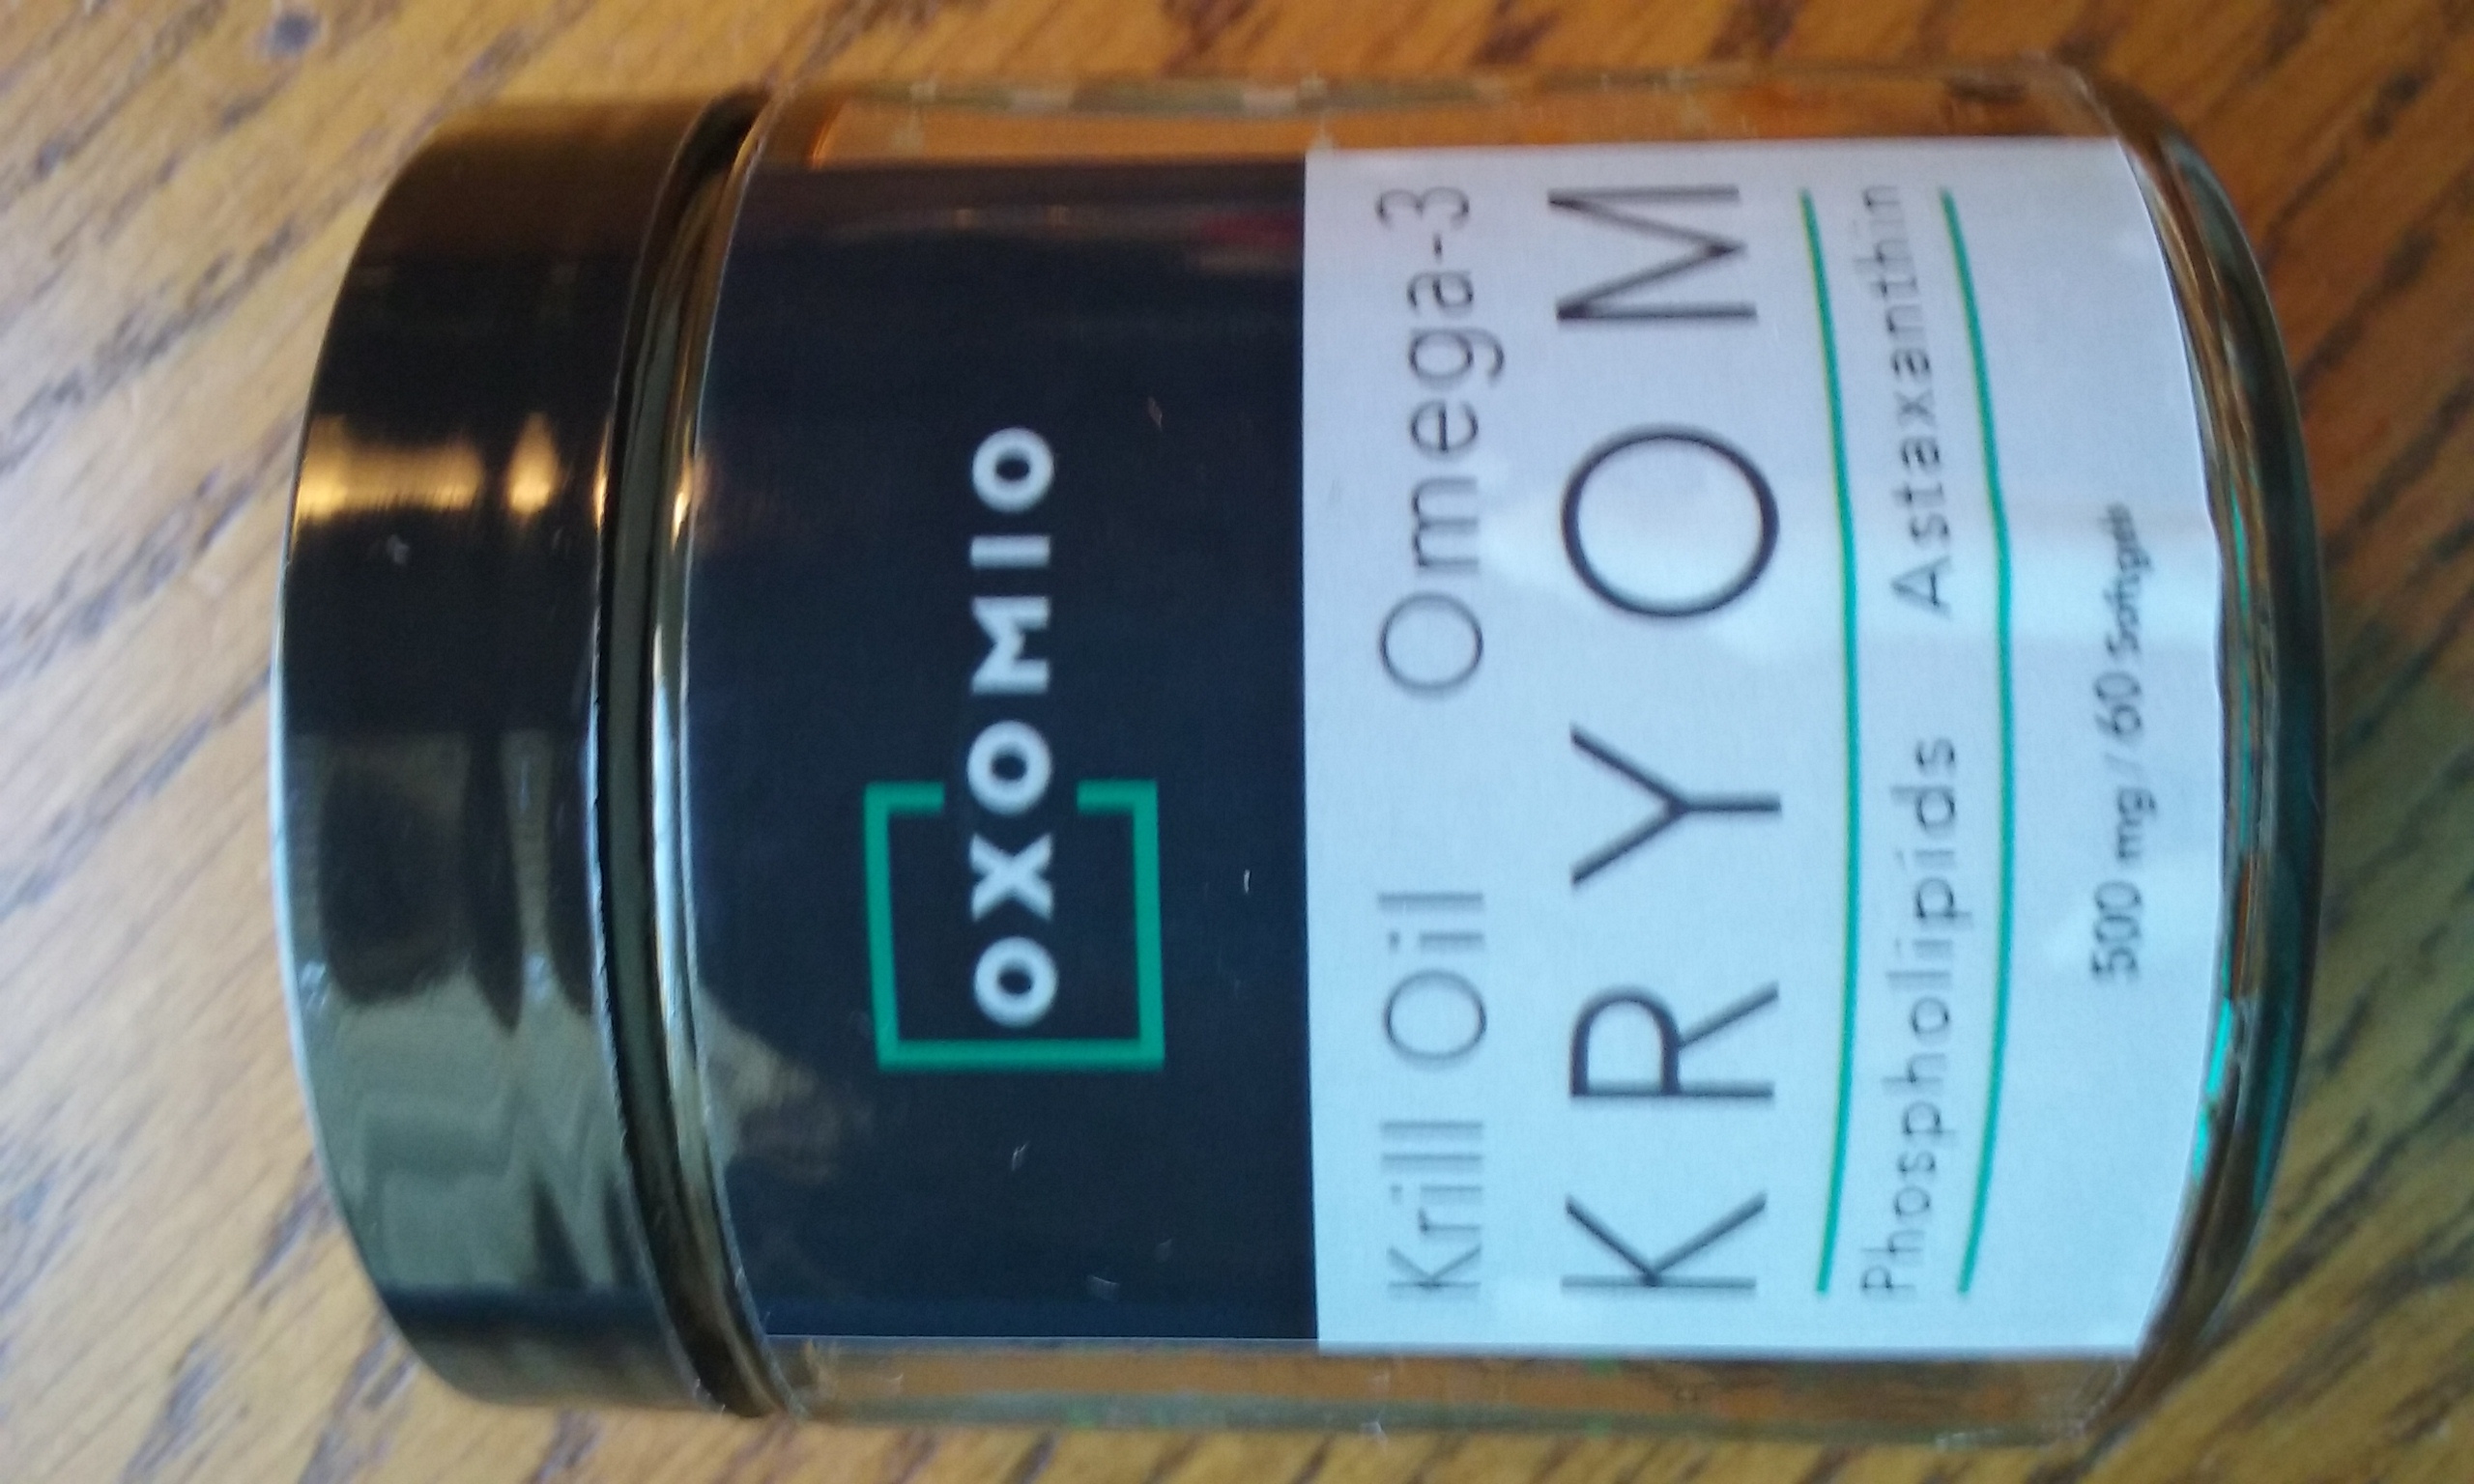 OXOMIO
Krill Oil Omega-3
KRYOM
Phospholipids Astaxanthin
500 mg / 60 Softgels